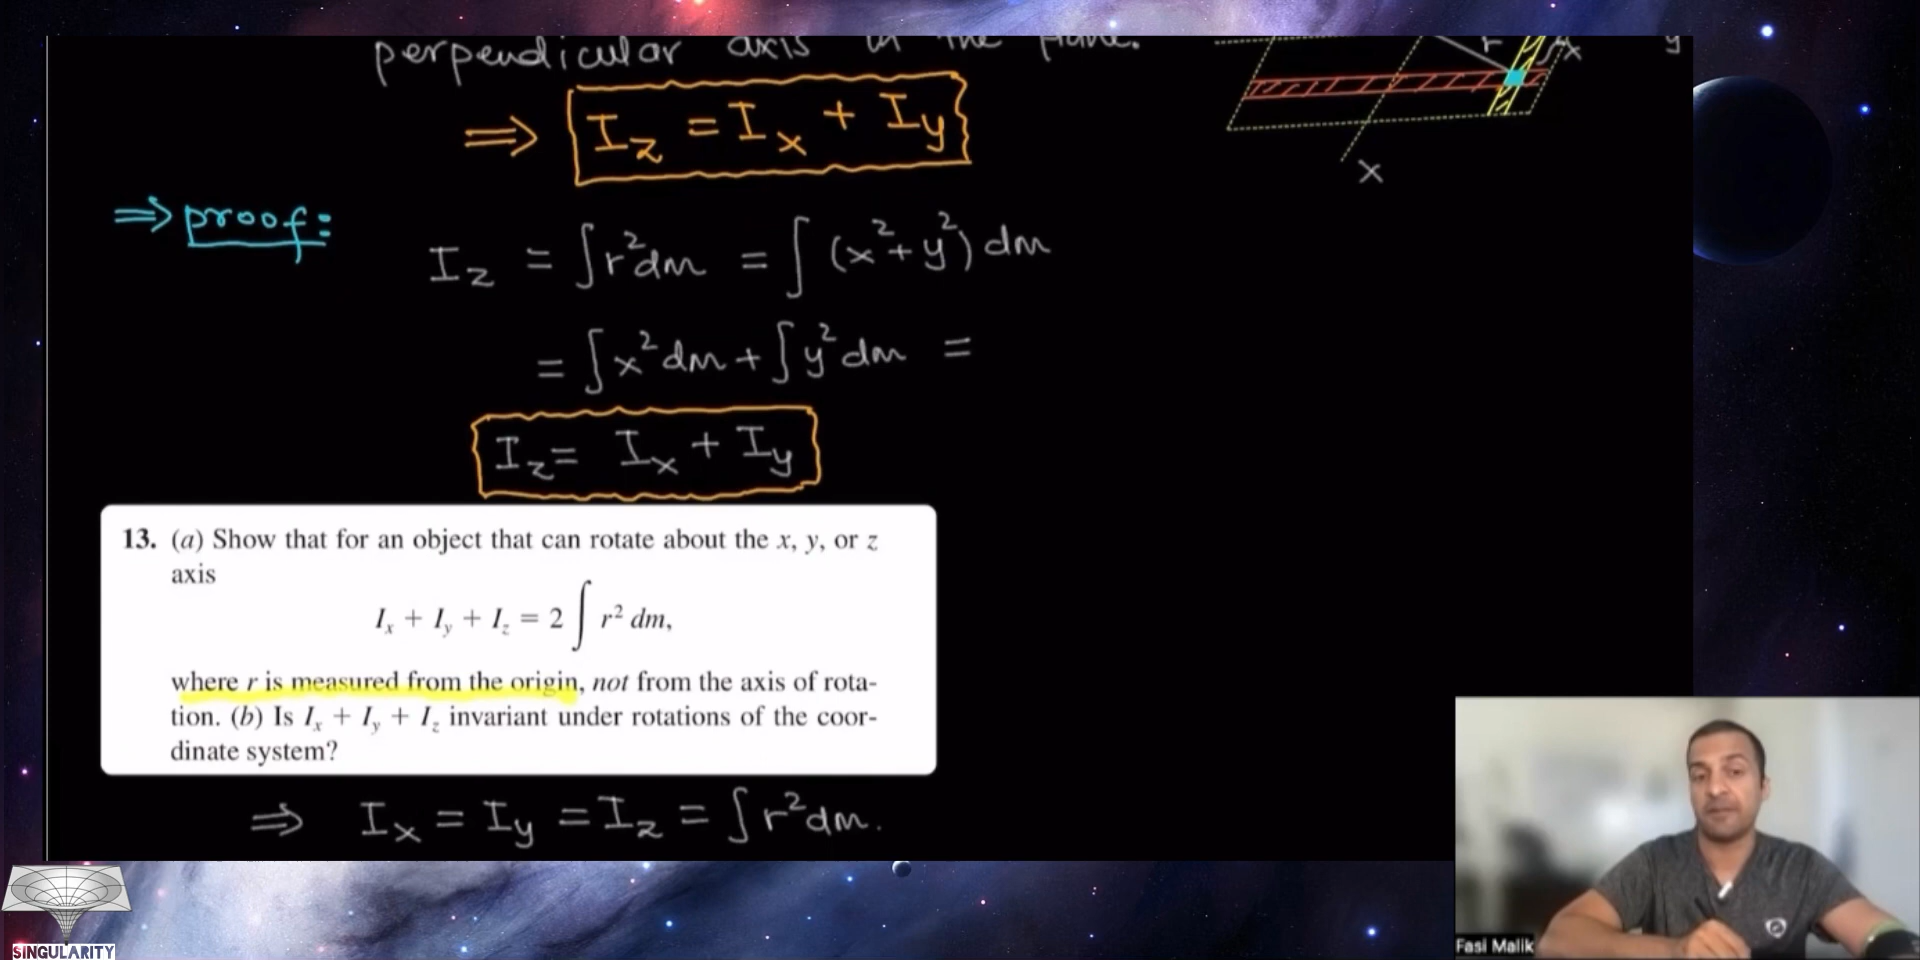 perpendicular axis in the plane.
⇒ I_z = I_x + I_y
r
x
y
x
⇒ proof:
I_z = ∫r²dm = ∫(x²+y²)dm
= ∫x²dm + ∫y²dm =
I_z = I_x + I_y
13. (a) Show that for an object that can rotate about the x, y, or z
axis
I_x + I_y + I_z = 2 ∫ r² dm,
where r is measured from the origin, not from the axis of rota-
tion. (b) Is I_x + I_y + I_z invariant under rotations of the coor-
dinate system?
⇒ I_x = I_y = I_z = ∫r²dm.
SINGULARITY
Fasi Malik